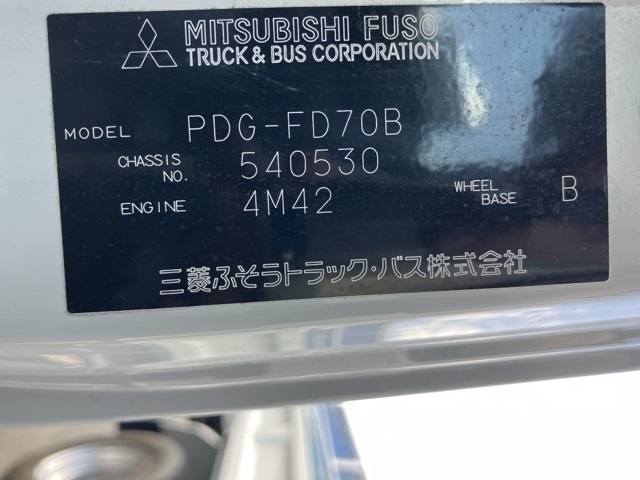 MITSUBISHI FUSO
TRUCK & BUS CORPORATION
MODEL PDG-FD70B
CHASSIS NO. 540530
ENGINE 4M42 WHEEL BASE B
三菱ふそうトラック・バス株式会社